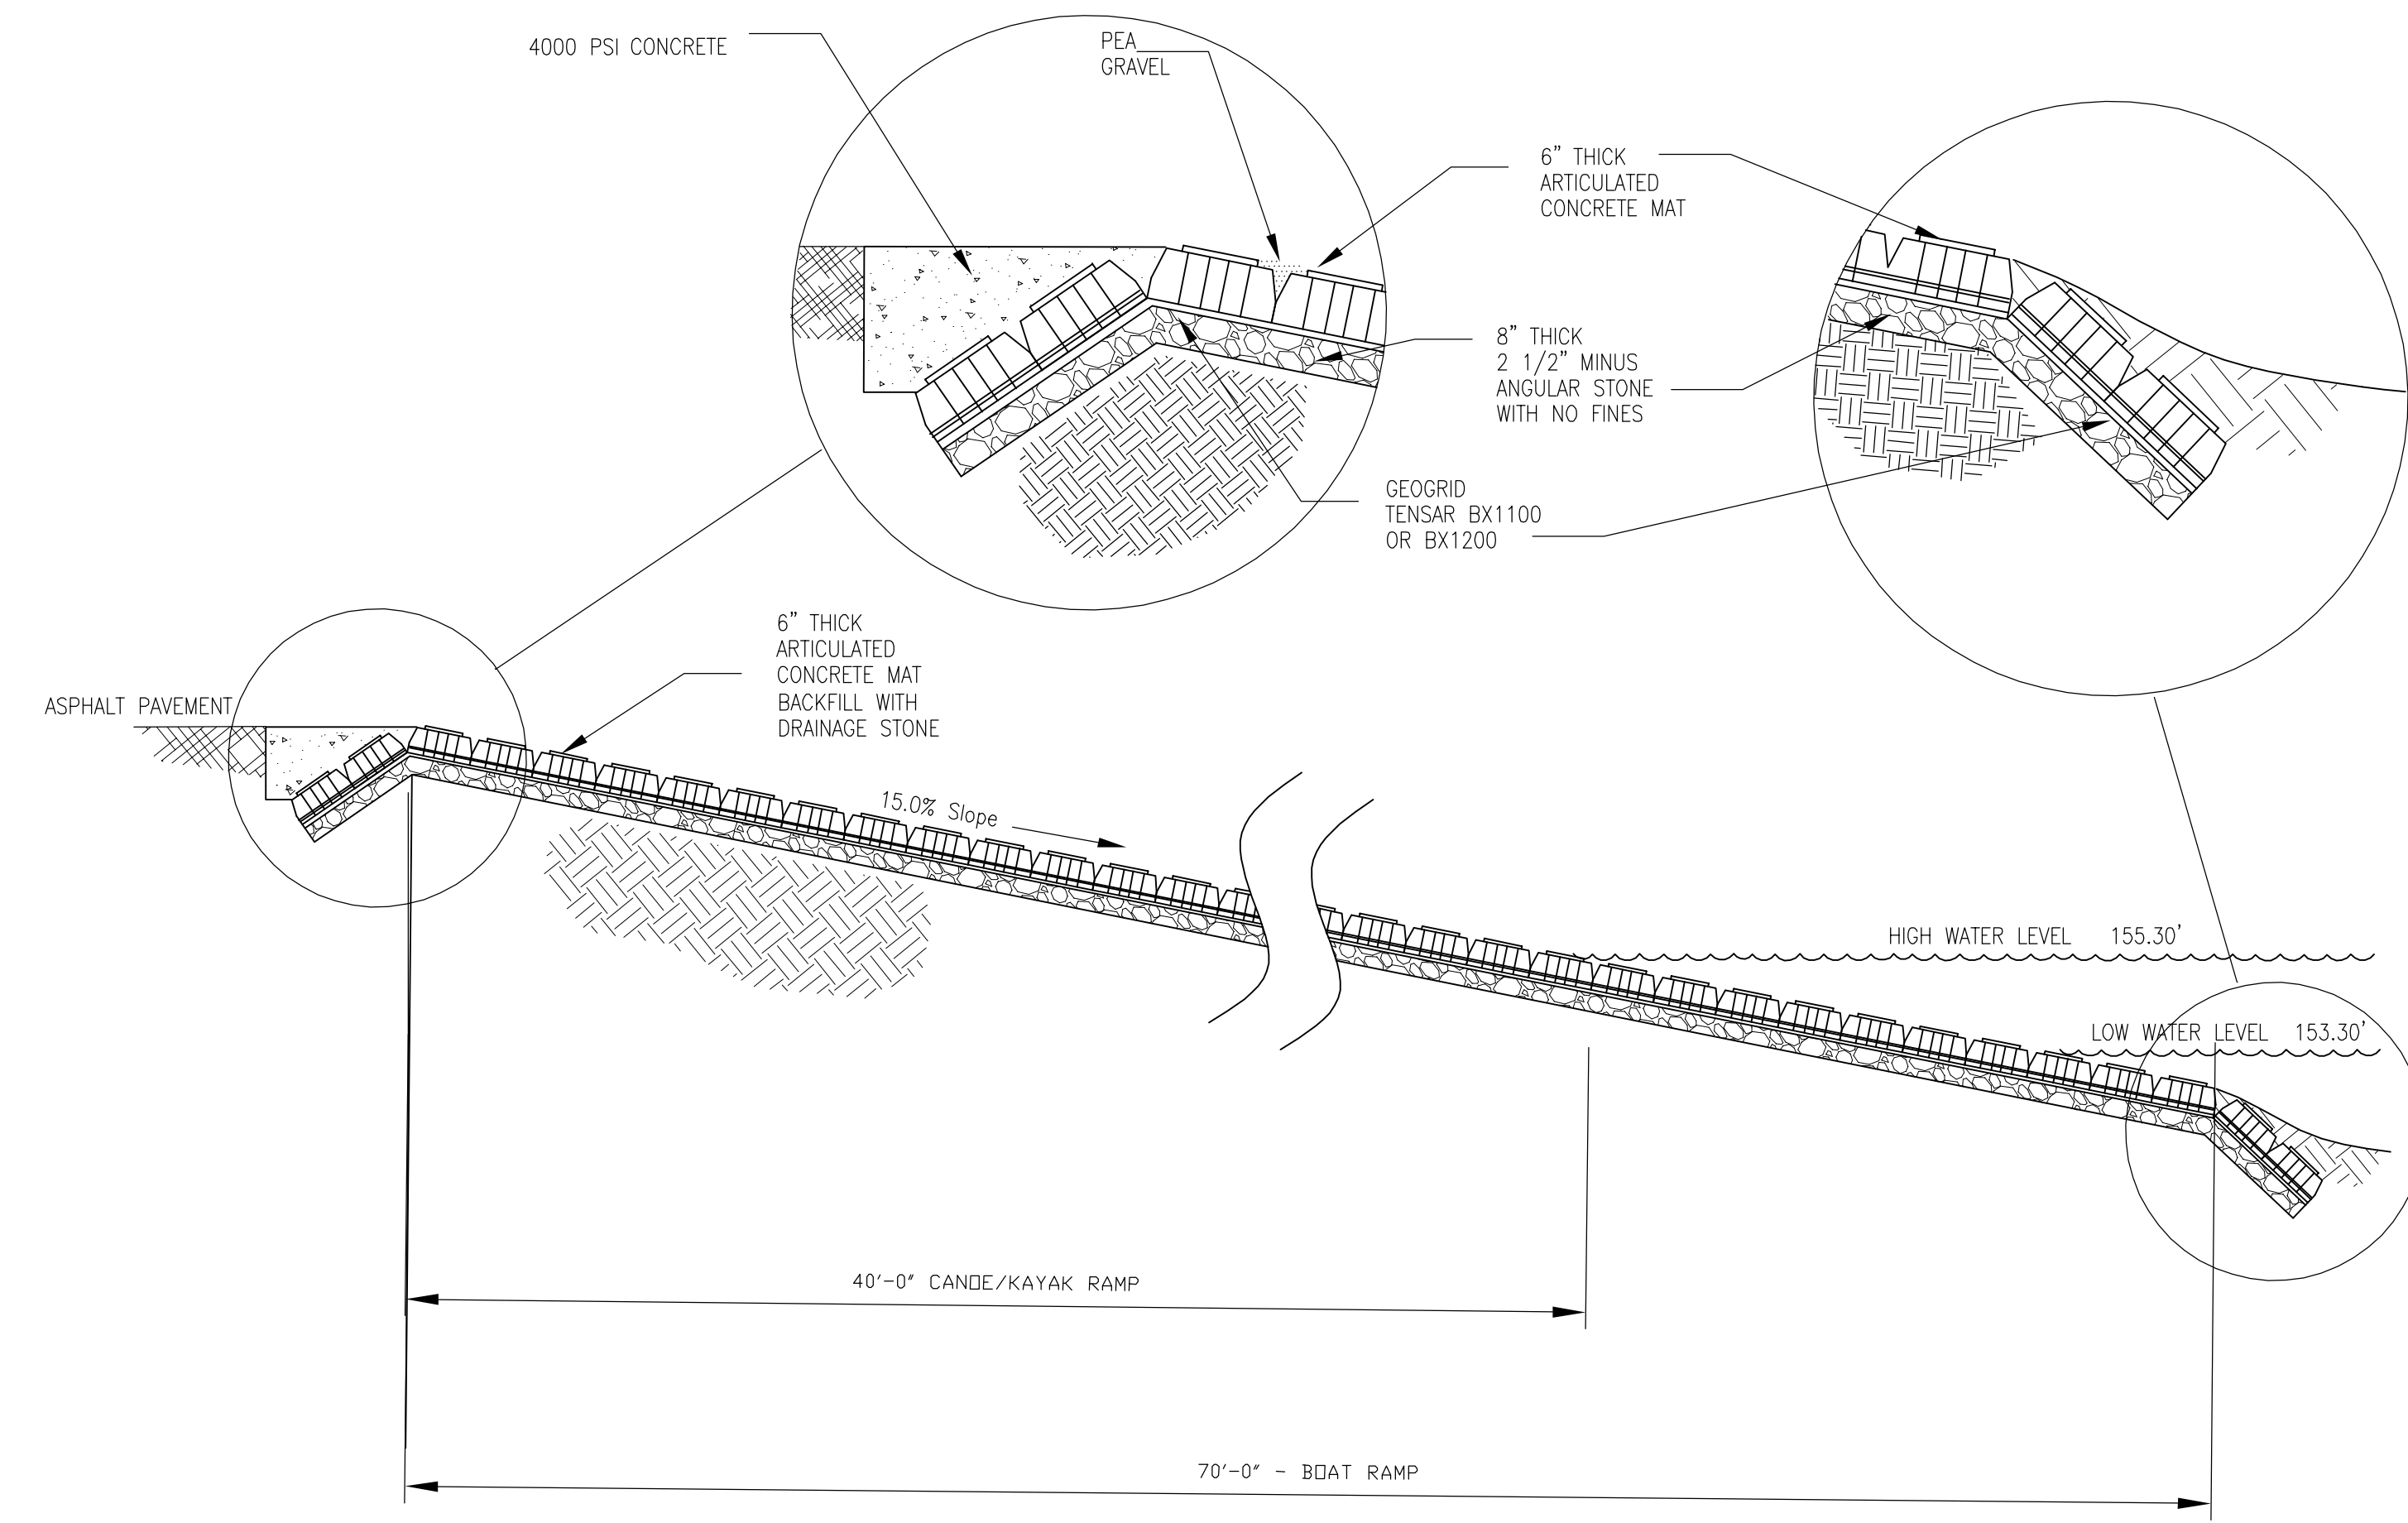 4000 PSI CONCRETE
PEA
GRAVEL
6” THICK
ARTICULATED
CONCRETE MAT
8” THICK
2 1/2” MINUS
ANGULAR STONE
WITH NO FINES
GEOGRID
TENSAR BX1100
OR BX1200
6” THICK
ARTICULATED
CONCRETE MAT
BACKFILL WITH
DRAINAGE STONE
ASPHALT PAVEMENT
15.0% Slope
HIGH WATER LEVEL 155.30'
LOW WATER LEVEL 153.30'
40'-0" CANOE/KAYAK RAMP
70'-0" - BOAT RAMP